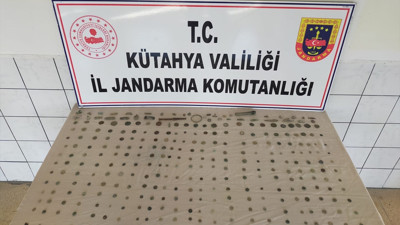 T.C.
KÜTAHYA VALİLİĞİ
İL JANDARMA KOMUTANLIĞI